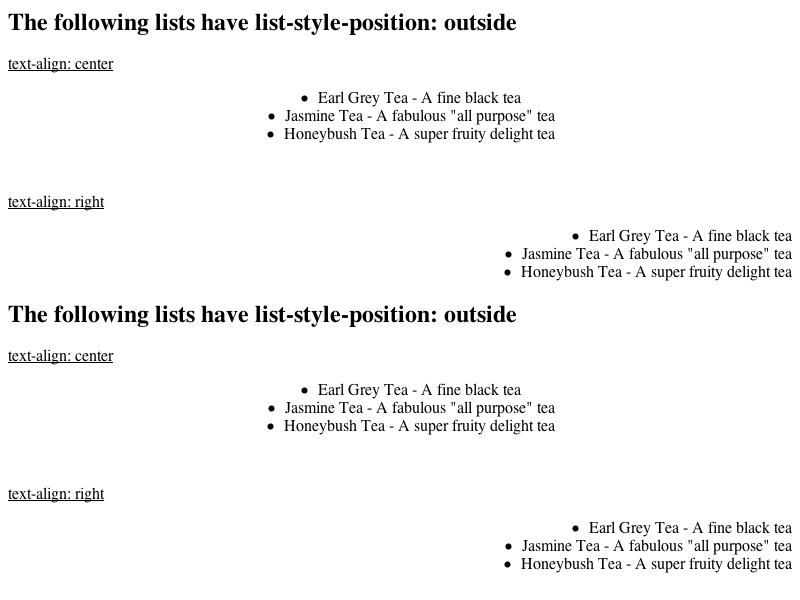 The following lists have list-style-position: outside
text-align: center
• Earl Grey Tea - A fine black tea
• Jasmine Tea - A fabulous "all purpose" tea
• Honeybush Tea - A super fruity delight tea
text-align: right
• Earl Grey Tea - A fine black tea
• Jasmine Tea - A fabulous "all purpose" tea
• Honeybush Tea - A super fruity delight tea
The following lists have list-style-position: outside
text-align: center
• Earl Grey Tea - A fine black tea
• Jasmine Tea - A fabulous "all purpose" tea
• Honeybush Tea - A super fruity delight tea
text-align: right
• Earl Grey Tea - A fine black tea
• Jasmine Tea - A fabulous "all purpose" tea
• Honeybush Tea - A super fruity delight tea